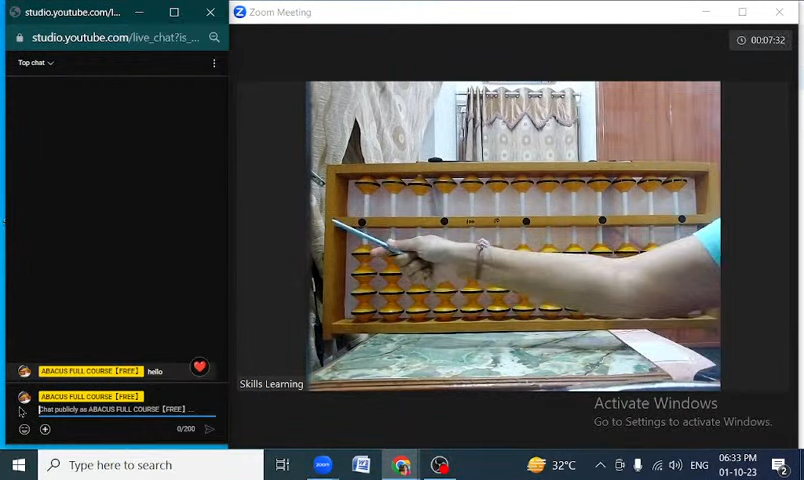 studio.youtube.com/l...
studio.youtube.com/live_chat?is_...
Top chat
ABACUS FULL COURSE【FREE】 hello
ABACUS FULL COURSE【FREE】
Chat publicly as ABACUS FULL COURSE【FREE】...
0/200
Zoom Meeting
00:07:32
Skills Learning
Activate Windows
Go to Settings to activate Windows.
Type here to search
32°C
ENG
06:33 PM
01-10-23
2